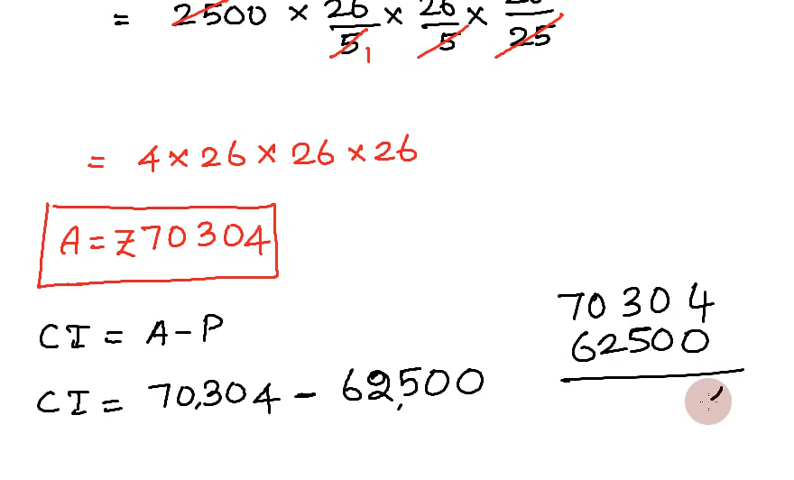 = 2500 × 26/5 × 26/5 × /25
1
= 4 × 26 × 26 × 26
A = ₹70304
CI = A - P
CI = 70,304 - 62,500
70304
62500